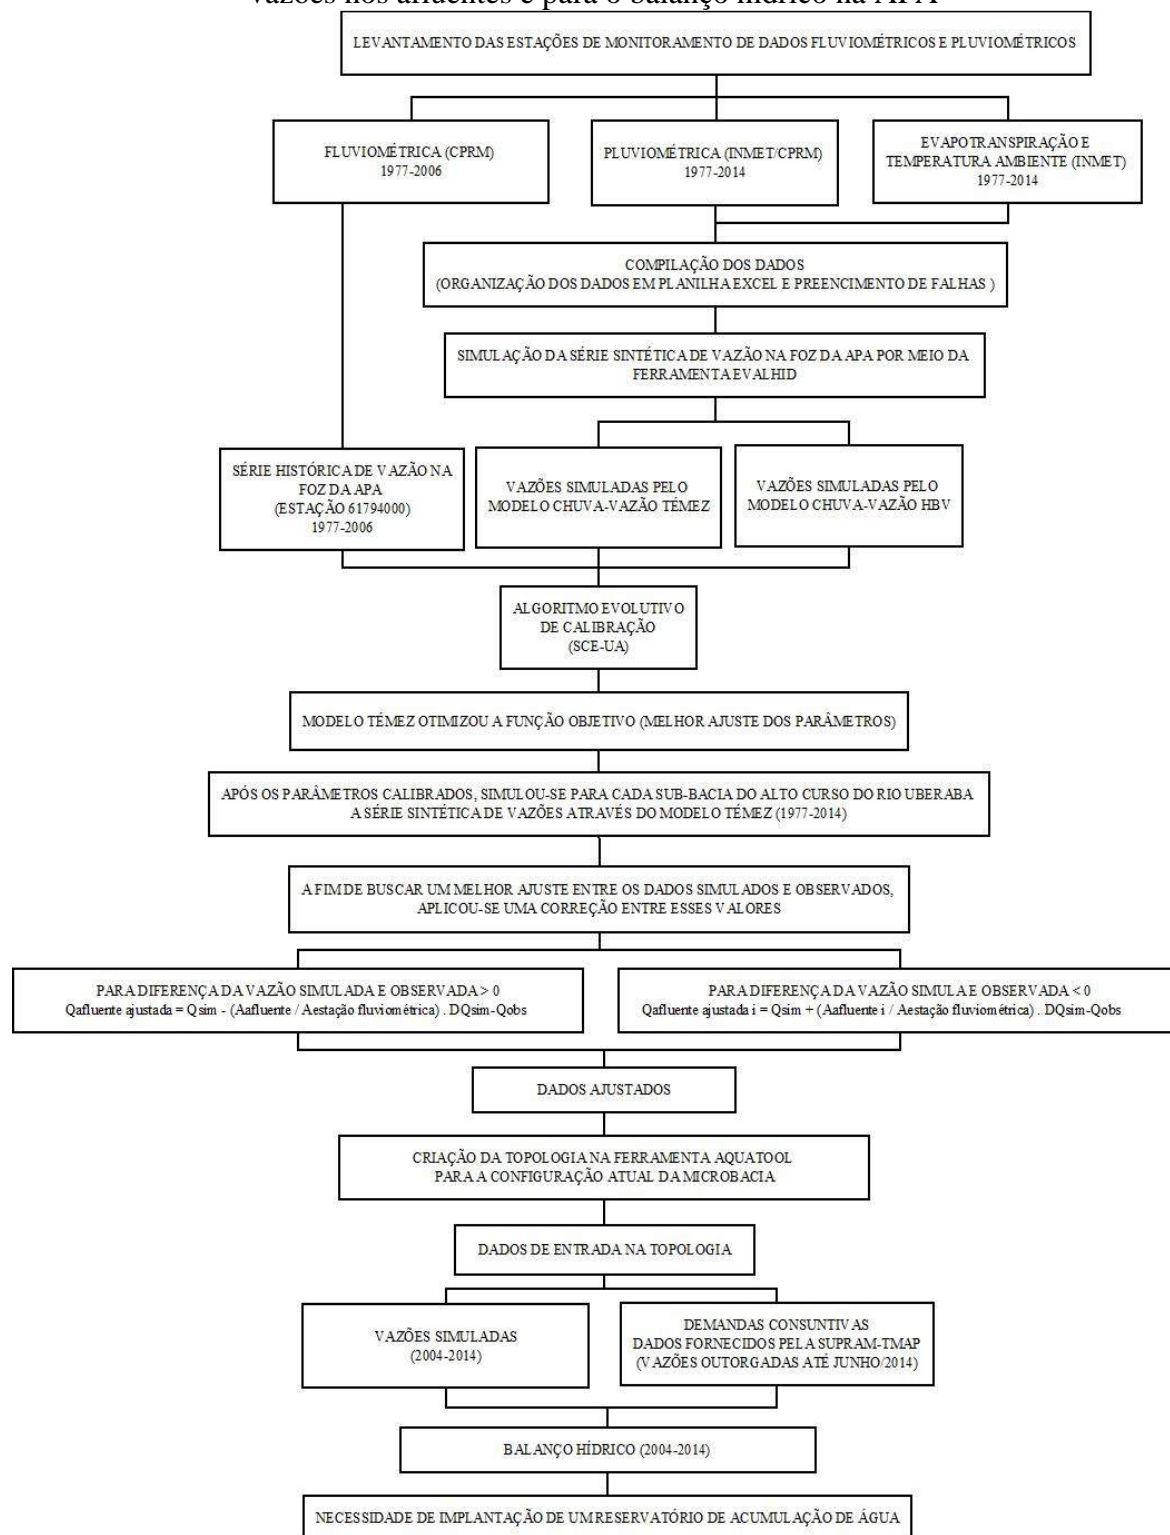 vazões nos afluentes e para o balanço hídrico na APA
LEVANTAMENTO DAS ESTAÇÕES DE MONITORAMENTO DE DADOS FLUVIOMÉTRICOS E PLUVIOMÉTRICOS
FLUVIOMÉTRICA (CPRM)
1977-2006
PLUVIOMÉTRICA (INMET/CPRM)
1977-2014
EVAPOTRANSPIRAÇÃO E
TEMPERATURA AMBIENTE (INMET)
1977-2014
COMPILAÇÃO DOS DADOS
(ORGANIZAÇÃO DOS DADOS EM PLANILHA EXCEL E PREENCIMENTO DE FALHAS )
SIMULAÇÃO DA SÉRIE SINTÉTICA DE VAZÃO NA FOZ DA APA POR MEIO DA
FERRAMENTA EVALHID
SÉRIE HISTÓRICA DE VAZÃO NA
FOZ DA APA
(ESTAÇÃO 61794000)
1977-2006
VAZÕES SIMULADAS PELO
MODELO CHUVA-VAZÃO TÉMEZ
VAZÕES SIMULADAS PELO
MODELO CHUVA-VAZÃO HBV
ALGORITMO EVOLUTIVO
DE CALIBRAÇÃO
(SCE-UA)
MODELO TÉMEZ OTIMIZOU A FUNÇÃO OBJETIVO (MELHOR AJUSTE DOS PARÂMETROS)
APÓS OS PARÂMETROS CALIBRADOS, SIMULOU-SE PARA CADA SUB-BACIA DO ALTO CURSO DO RIO UBERABA
A SÉRIE SINTÉTICA DE VAZÕES ATRAVÉS DO MODELO TÉMEZ (1977-2014)
A FIM DE BUSCAR UM MELHOR AJUSTE ENTRE OS DADOS SIMULADOS E OBSERVADOS,
APLICOU-SE UMA CORREÇÃO ENTRE ESSES VALORES
PARA DIFERENÇA DA VAZÃO SIMULADA E OBSERVADA > 0
Qafluente ajustada = Qsim - (Aafluente / Aestação fluviométrica) . DQsim-Qobs
PARA DIFERENÇA DA VAZÃO SIMULA E OBSERVADA < 0
Qafluente ajustada i = Qsim + (Aafluente i / Aestação fluviométrica) . DQsim-Qobs
DADOS AJUSTADOS
CRIAÇÃO DA TOPOLOGIA NA FERRAMENTA AQUATOOL
PARA A CONFIGURAÇÃO ATUAL DA MICROBACIA
DADOS DE ENTRADA NA TOPOLOGIA
VAZÕES SIMULADAS
(2004-2014)
DEMANDAS CONSUNTIVAS
DADOS FORNECIDOS PELA SUPRAM-TMAP
(VAZÕES OUTORGADAS ATÉ JUNHO/2014)
BALANÇO HÍDRICO (2004-2014)
NECESSIDADE DE IMPLANTAÇÃO DE UM RESERVATÓRIO DE ACUMULAÇÃO DE ÁGUA